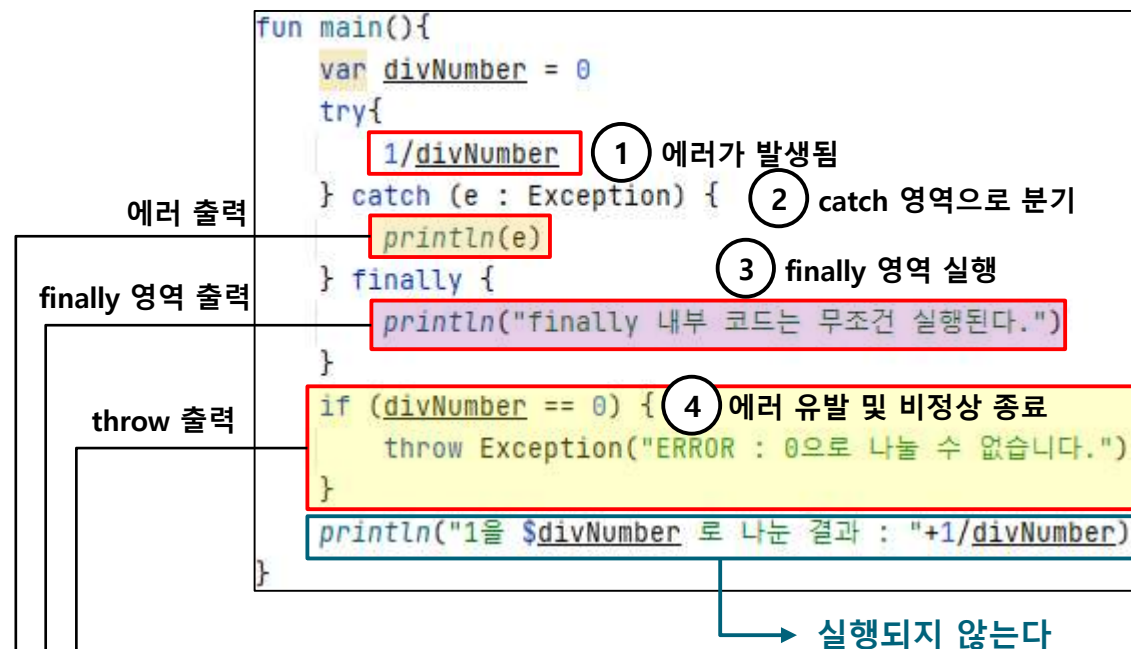 fun main(){
var divNumber = 0
try{
1/divNumber 1 에러가 발생됨
} catch (e : Exception) { 2 catch 영역으로 분기
에러 출력
println(e)
} finally { 3 finally 영역 실행
finally 영역 출력
println("finally 내부 코드는 무조건 실행된다.")
}
if (divNumber == 0) { 4 에러 유발 및 비정상 종료
throw 출력
throw Exception("ERROR : 0으로 나눌 수 없습니다.")
}
println("1을 $divNumber 로 나눈 결과 : "+1/divNumber)
}
실행되지 않는다